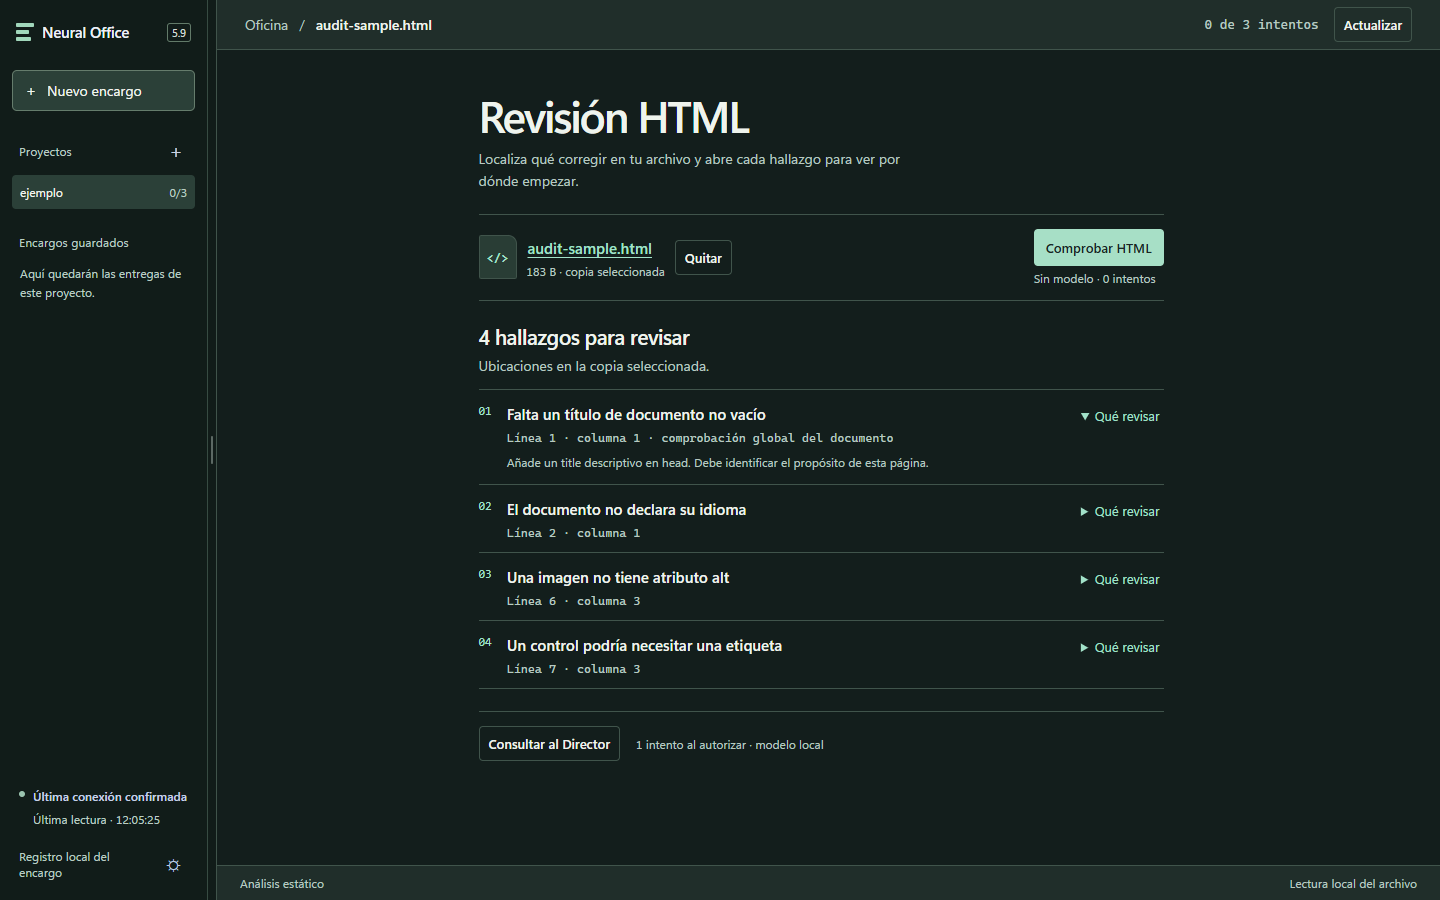 Neural Office
5.9
+ Nuevo encargo
Proyectos
+
ejemplo
0/3
Encargos guardados
Aquí quedarán las entregas de
este proyecto.
Última conexión confirmada
Última lectura · 12:05:25
Registro local del
encargo
Oficina / audit-sample.html
0 de 3 intentos
Actualizar
Revisión HTML
Localiza qué corregir en tu archivo y abre cada hallazgo para ver por
dónde empezar.
</>
audit-sample.html
183 B · copia seleccionada
Quitar
Comprobar HTML
Sin modelo · 0 intentos
4 hallazgos para revisar
Ubicaciones en la copia seleccionada.
01
Falta un título de documento no vacío
▼ Qué revisar
Línea 1 · columna 1 · comprobación global del documento
Añade un title descriptivo en head. Debe identificar el propósito de esta página.
02
El documento no declara su idioma
▶ Qué revisar
Línea 2 · columna 1
03
Una imagen no tiene atributo alt
▶ Qué revisar
Línea 6 · columna 3
04
Un control podría necesitar una etiqueta
▶ Qué revisar
Línea 7 · columna 3
Consultar al Director
1 intento al autorizar · modelo local
Análisis estático
Lectura local del archivo